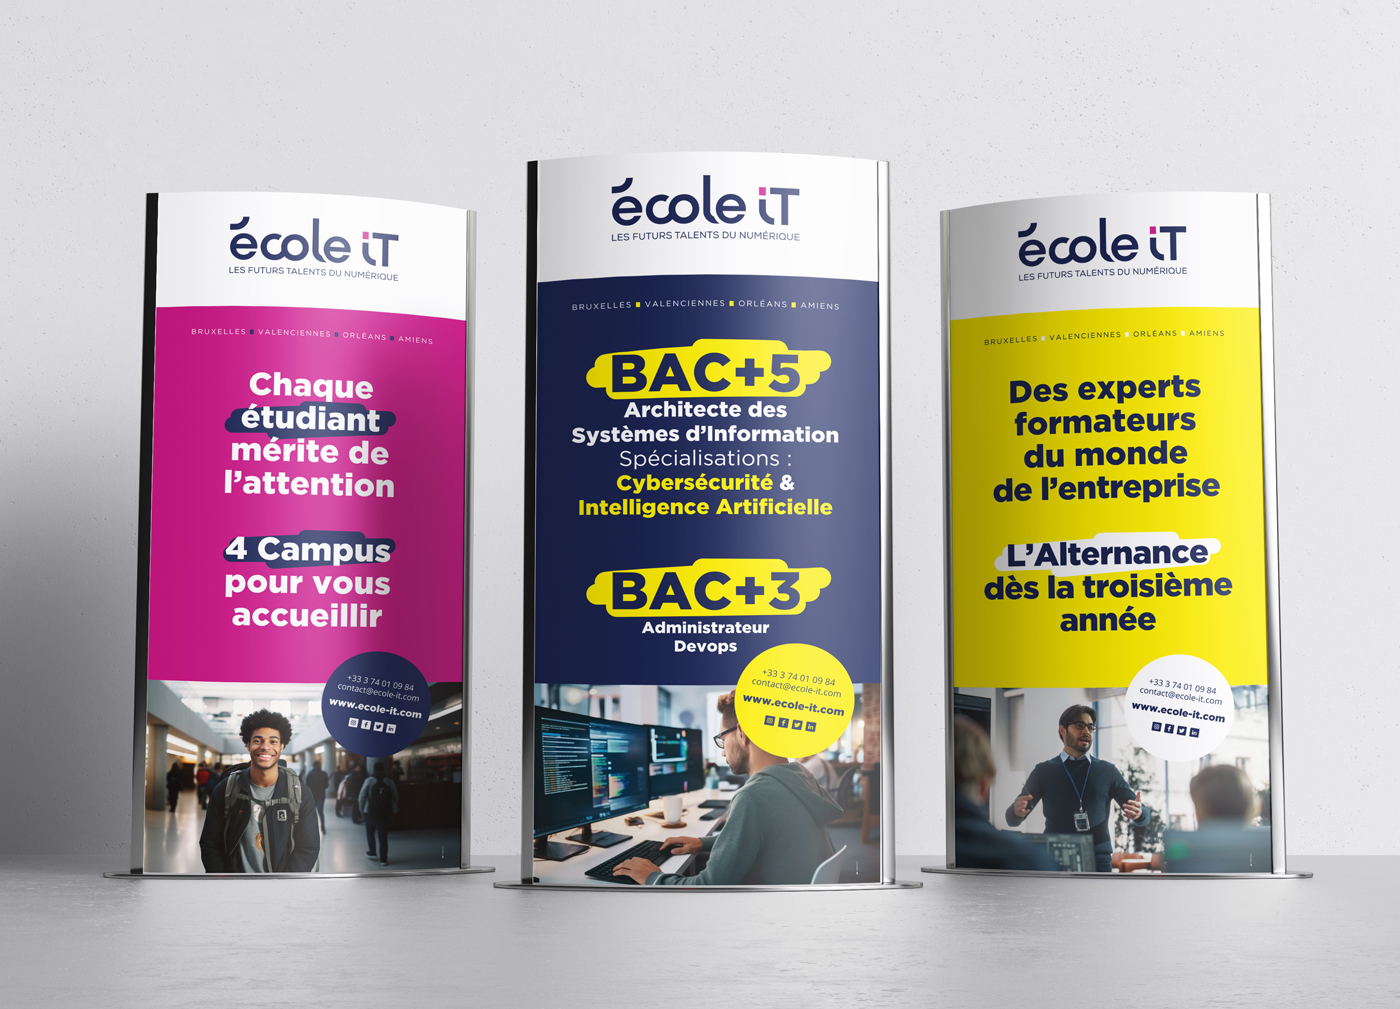 école iT
LES FUTURS TALENTS DU NUMÉRIQUE
BRUXELLES ■ VALENCIENNES ■ ORLÉANS ■ AMIENS
Chaque
étudiant
mérite de
l'attention
4 Campus
pour vous
accueillir
+33 3 74 01 09 84
contact@ecole-it.com
www.ecole-it.com
école iT
LES FUTURS TALENTS DU NUMÉRIQUE
BRUXELLES ■ VALENCIENNES ■ ORLÉANS ■ AMIENS
BAC+5
Architecte des
Systèmes d'Information
Spécialisations :
Cybersécurité &
Intelligence Artificielle
BAC+3
Administrateur
Devops
+33 3 74 01 09 84
contact@ecole-it.com
www.ecole-it.com
école iT
LES FUTURS TALENTS DU NUMÉRIQUE
BRUXELLES ■ VALENCIENNES ■ ORLÉANS ■ AMIENS
Des experts
formateurs
du monde
de l'entreprise
L'Alternance
dès la troisième
année
+33 3 74 01 09 84
contact@ecole-it.com
www.ecole-it.com